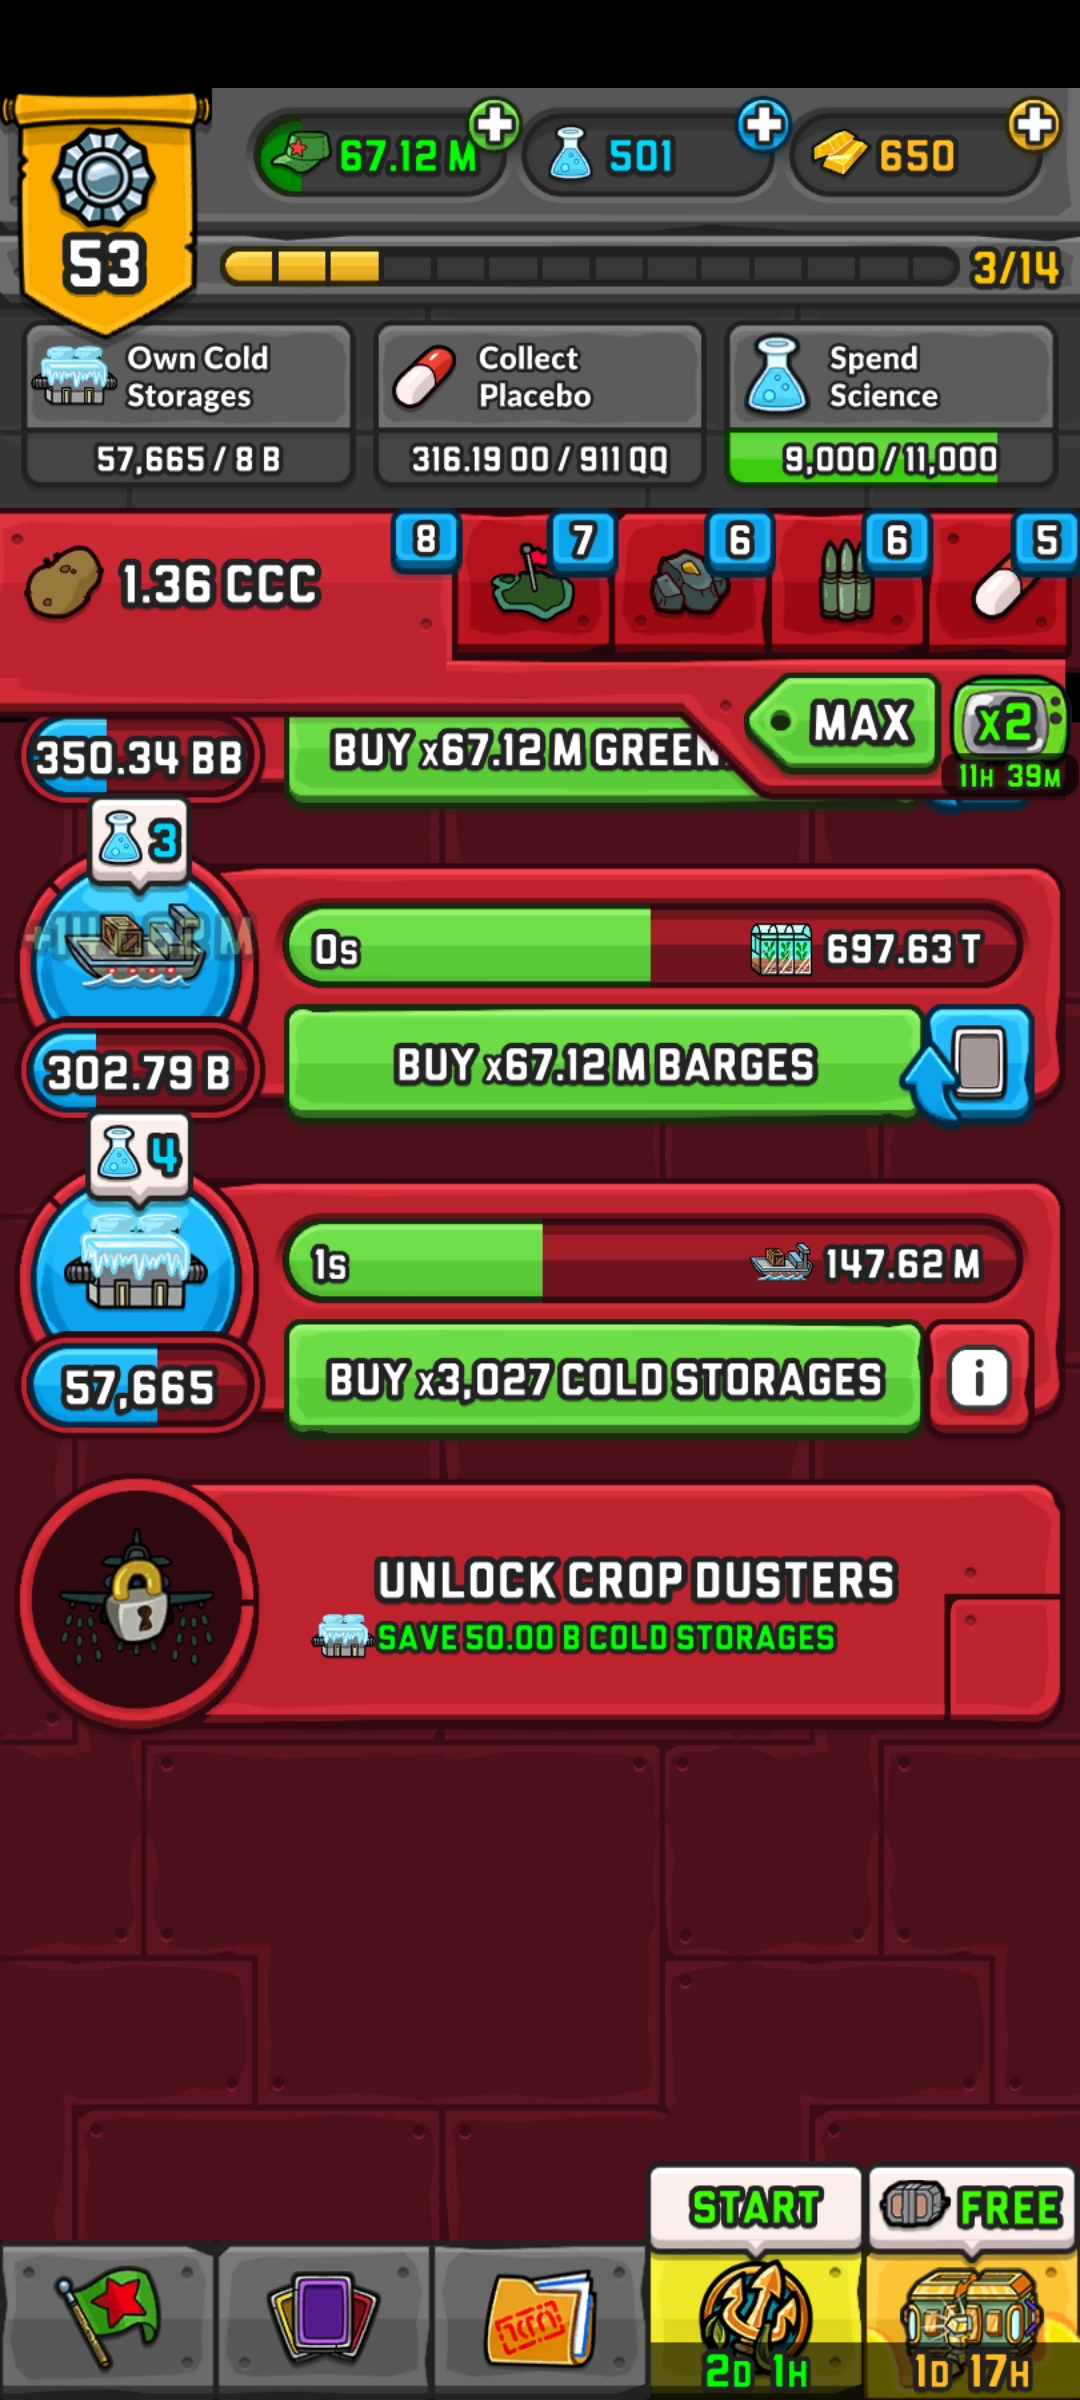 53
67.12 M
501
650
3/14
Own Cold
Storages
57,665 / 8 B
Collect
Placebo
316.19 OO / 911 QQ
Spend
Science
9,000 / 11,000
1.36 CCC
8
7
6
6
5
MAX
x2
11H 39M
350.34 BB
BUY x67.12 M GREEN
3
0s
697.63 T
302.79 B
BUY x67.12 M BARGES
4
1s
147.62 M
57,665
BUY x3,027 COLD STORAGES
i
UNLOCK CROP DUSTERS
SAVE 50.00 B COLD STORAGES
START
FREE
2D 1H
1D 17H